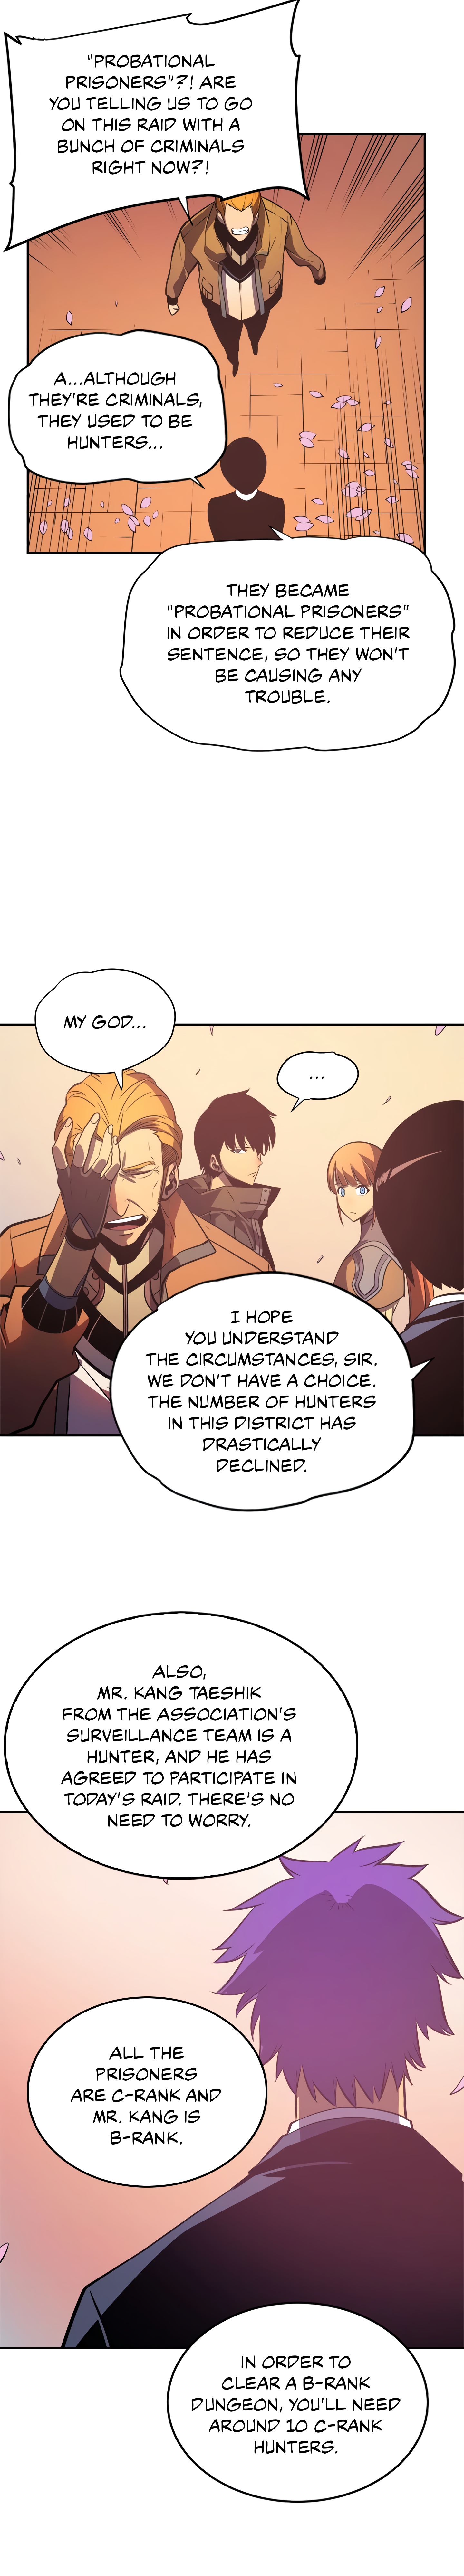 "PROBATIONAL
PRISONERS"?! ARE
YOU TELLING US TO GO
ON THIS RAID WITH A
BUNCH OF CRIMINALS
RIGHT NOW?!
A...ALTHOUGH
THEY'RE CRIMINALS,
THEY USED TO BE
HUNTERS...
THEY BECAME
"PROBATIONAL PRISONERS"
IN ORDER TO REDUCE THEIR
SENTENCE, SO THEY WON'T
BE CAUSING ANY
TROUBLE.
MY GOD...
...
I HOPE
YOU UNDERSTAND
THE CIRCUMSTANCES, SIR.
WE DON'T HAVE A CHOICE.
THE NUMBER OF HUNTERS
IN THIS DISTRICT HAS
DRASTICALLY
DECLINED.
ALSO,
MR. KANG TAESHIK
FROM THE ASSOCIATION'S
SURVEILLANCE TEAM IS A
HUNTER, AND HE HAS
AGREED TO PARTICIPATE IN
TODAY'S RAID. THERE'S NO
NEED TO WORRY.
ALL THE
PRISONERS
ARE C-RANK AND
MR. KANG IS
B-RANK.
IN ORDER TO
CLEAR A B-RANK
DUNGEON, YOU'LL NEED
AROUND 10 C-RANK
HUNTERS.